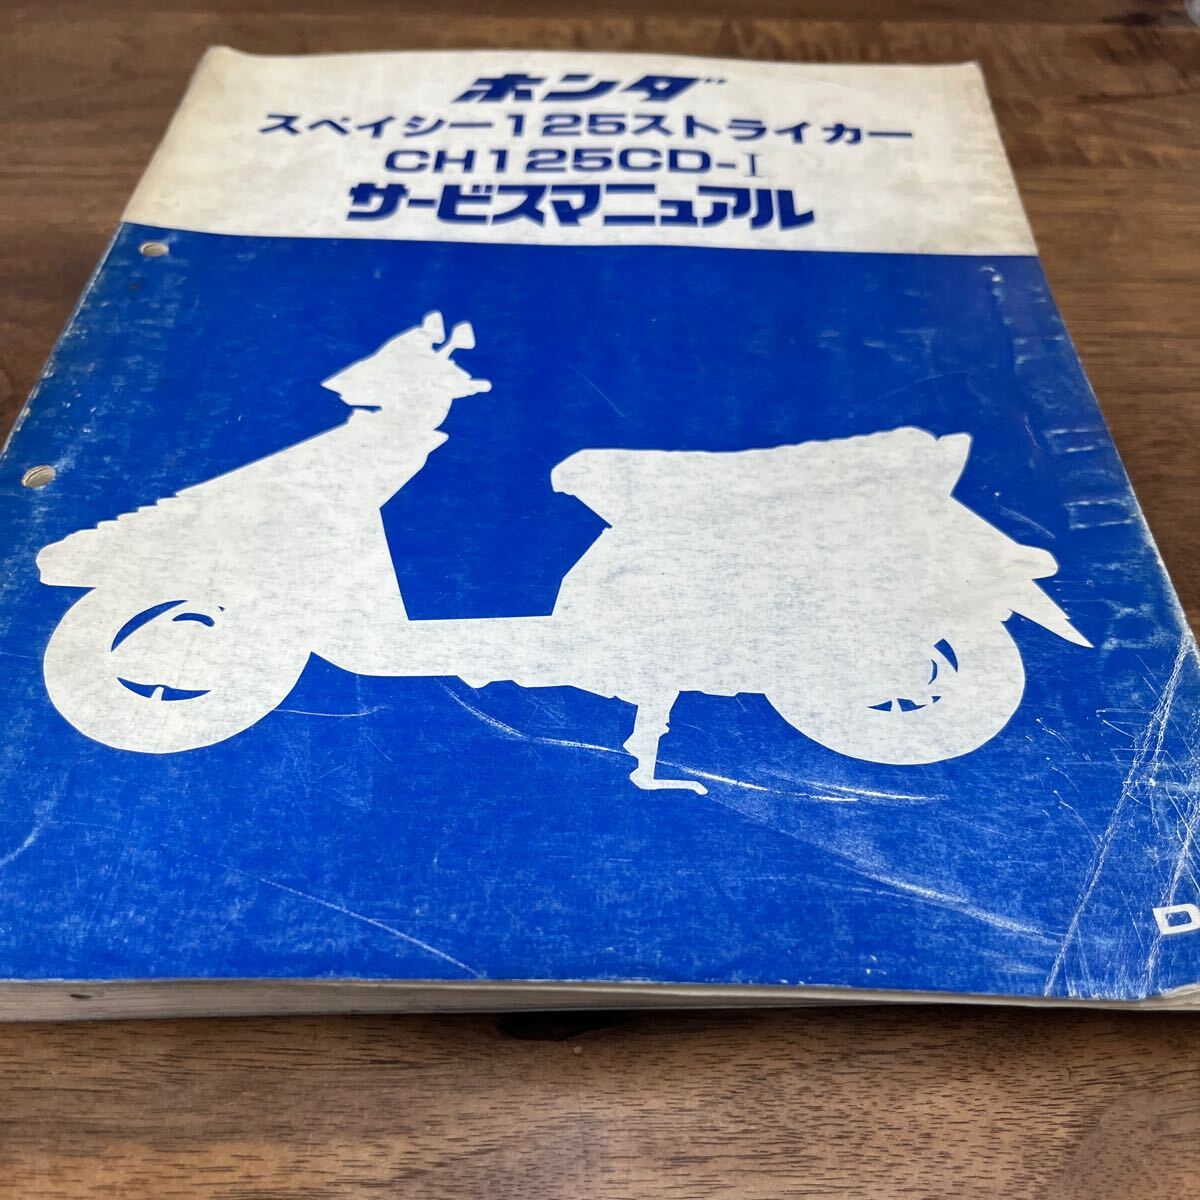 ホンダ
スペイシー125ストライカー
CH125CD-I
サービスマニュアル